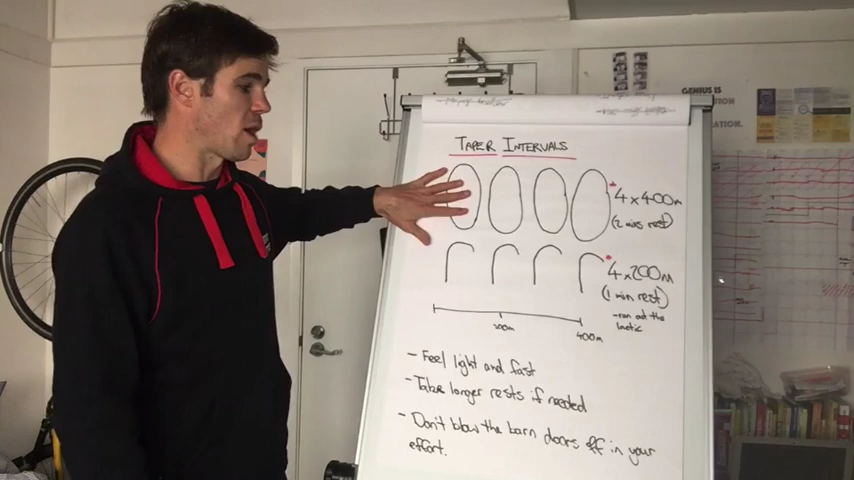 GENIUS IS
TAPER INTERVALS
* 4 x 400m
(2 mins rest)
* 4 x 200m
(1 min rest)
- run out the
lactic
400m
- Feel light and fast
- Take longer rests if needed
- Don't blow the barn doors off in your
effort.